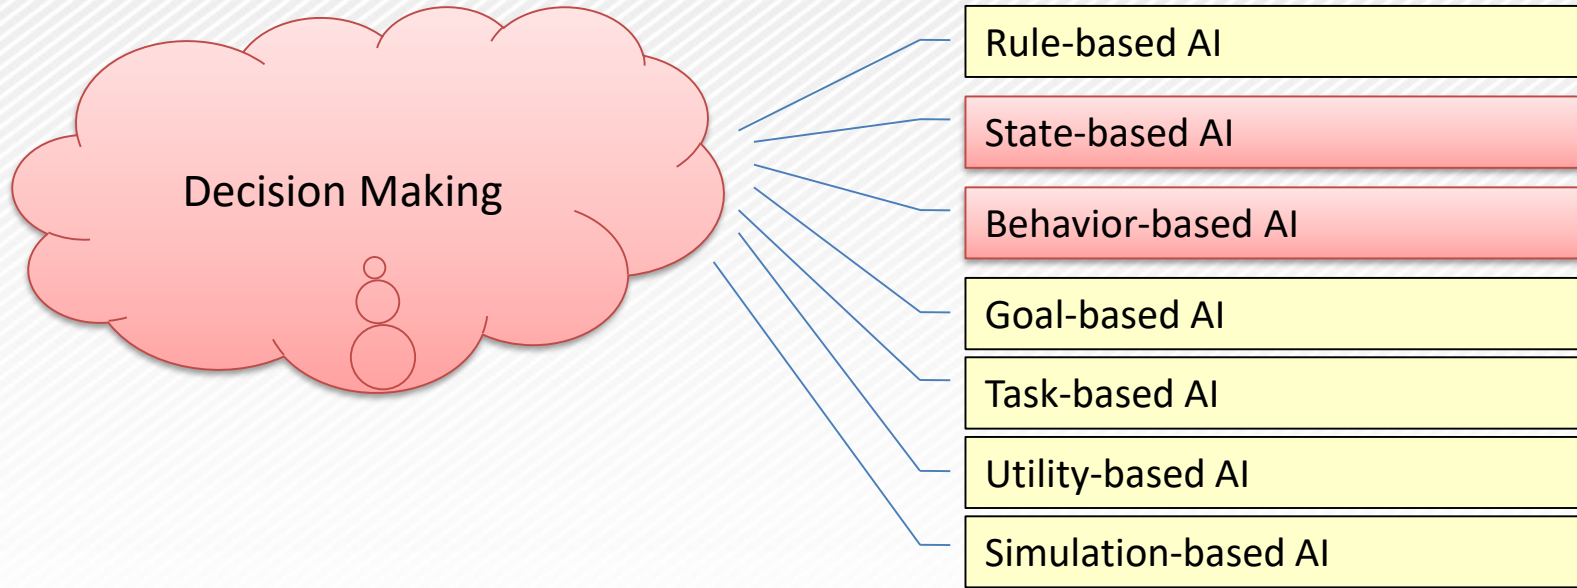 Decision Making
Rule-based AI
State-based AI
Behavior-based AI
Goal-based AI
Task-based AI
Utility-based AI
Simulation-based AI